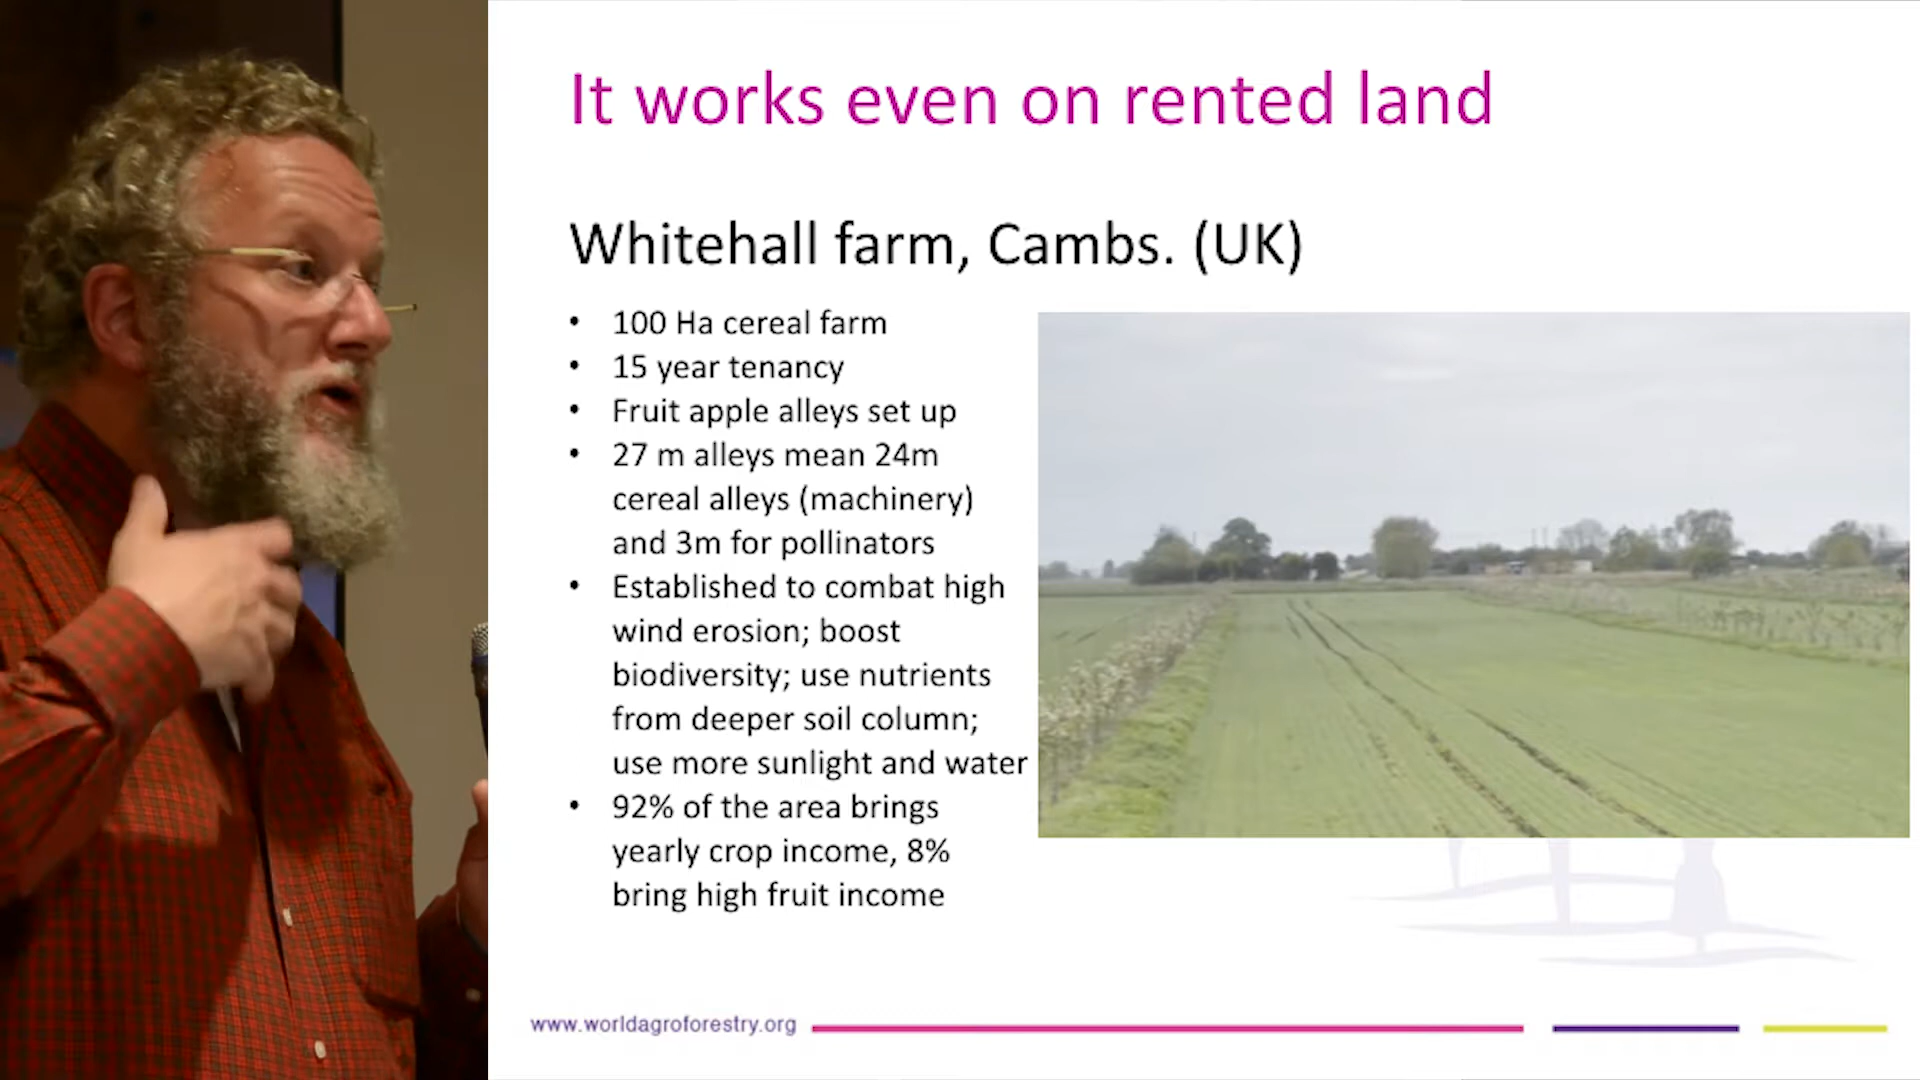 It works even on rented land
Whitehall farm, Cambs. (UK)
• 100 Ha cereal farm
• 15 year tenancy
• Fruit apple alleys set up
• 27 m alleys mean 24m
cereal alleys (machinery)
and 3m for pollinators
• Established to combat high
wind erosion; boost
biodiversity; use nutrients
from deeper soil column;
use more sunlight and water
• 92% of the area brings
yearly crop income, 8%
bring high fruit income
www.worldagroforestry.org